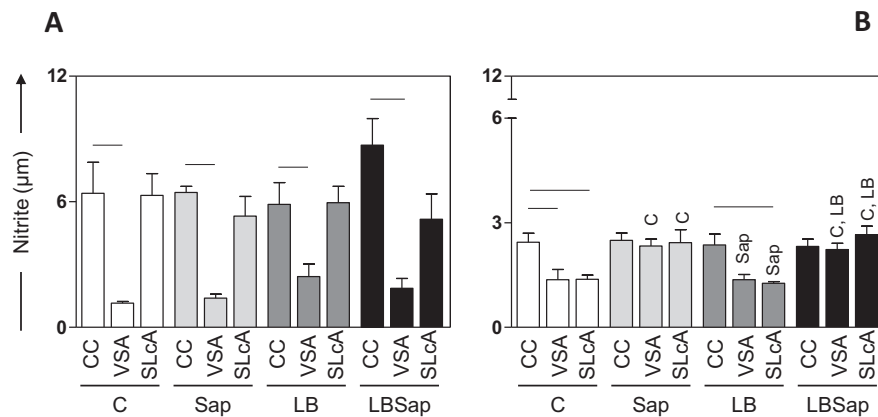 A
B
Nitrite (µm)
12
6
0
CC VSA SLcA CC VSA SLcA CC VSA SLcA CC VSA SLcA
C Sap LB LBSap
12
6
3
0
C C Sap Sap C, LB C, LB
CC VSA SLcA CC VSA SLcA CC VSA SLcA CC VSA SLcA
C Sap LB LBSap